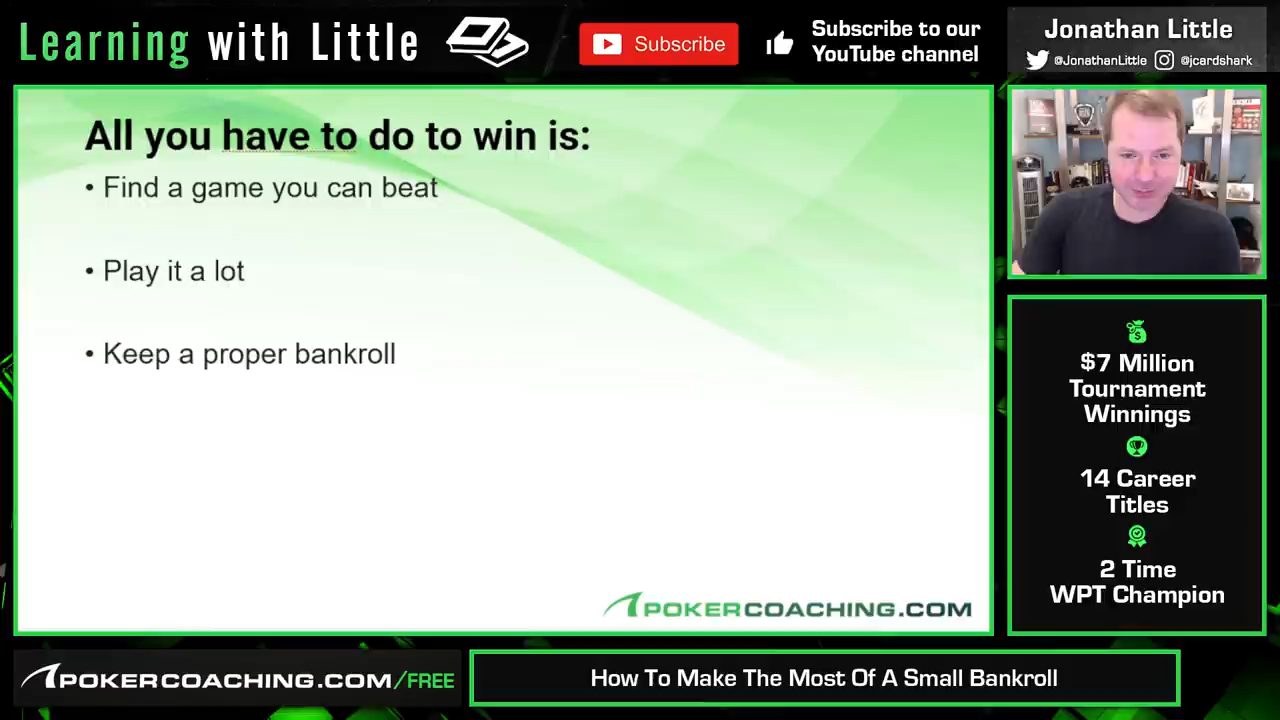 Learning with Little
Subscribe
Subscribe to our
YouTube channel
Jonathan Little
@JonathanLittle @jcardshark
All you have to do to win is:
• Find a game you can beat
• Play it a lot
• Keep a proper bankroll
POKERCOACHING.COM
$7 Million
Tournament
Winnings
14 Career
Titles
2 Time
WPT Champion
POKERCOACHING.COM/FREE
How To Make The Most Of A Small Bankroll